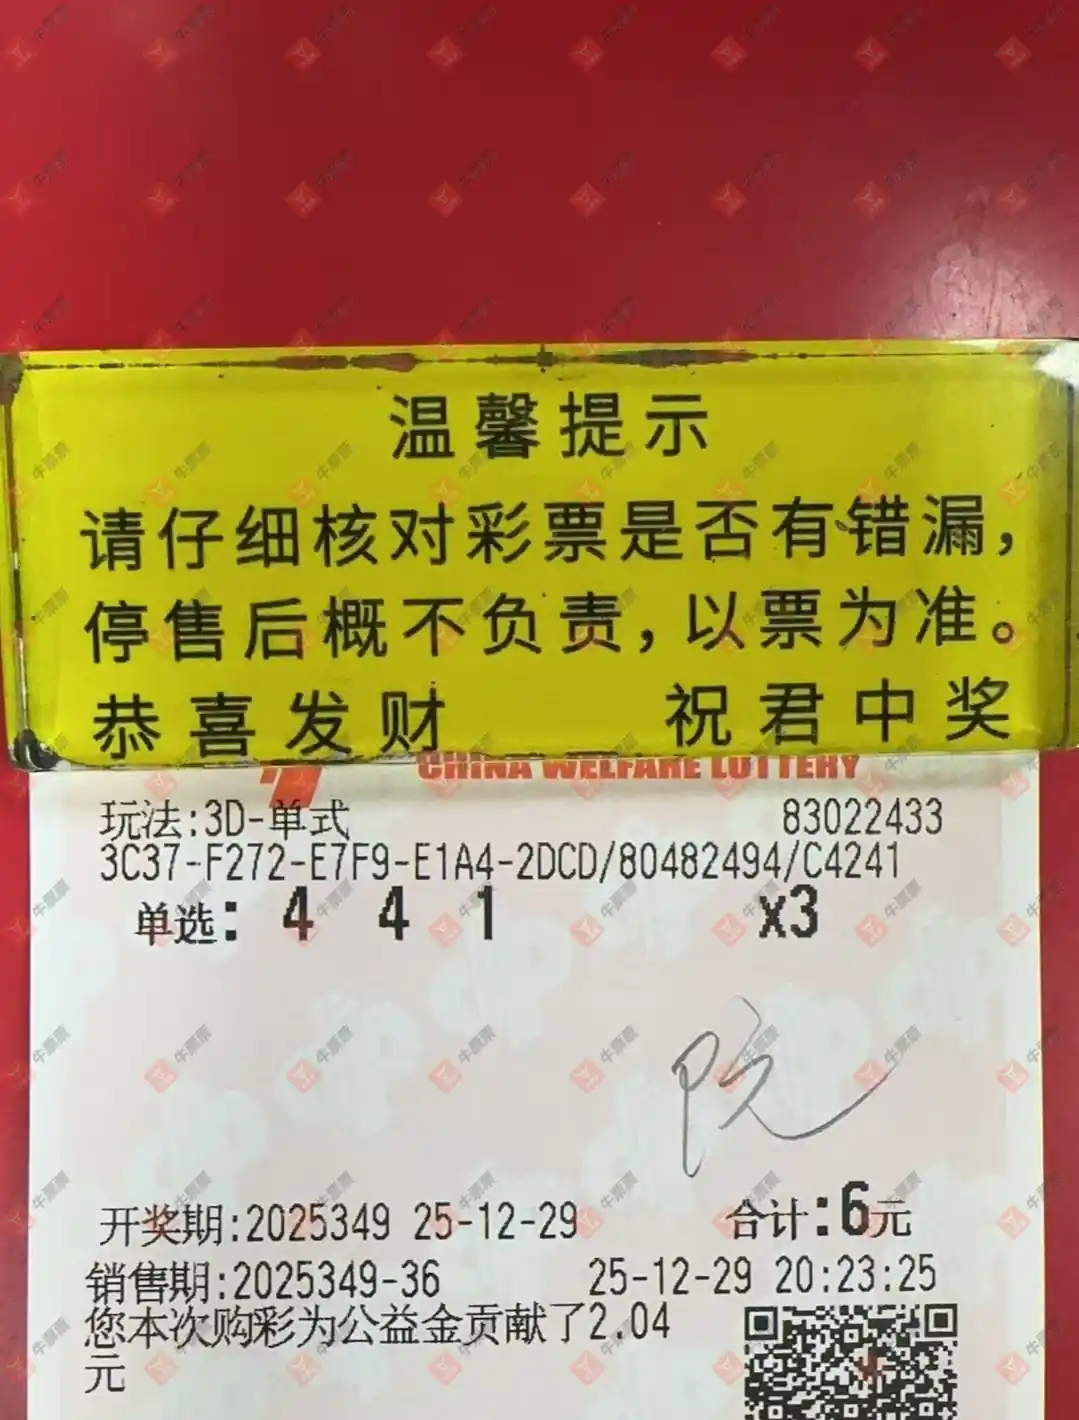 温馨提示
请仔细核对彩票是否有错漏，
停售后概不负责，以票为准。
恭喜发财 祝君中奖
CHINA WELFARE LOTTERY
玩法:3D-单式 83022433
3C37-F272-E7F9-E1A4-2DCD/80482494/C4241
单选: 4 4 1 x3
阮
开奖期:2025349 25-12-29 合计:6元
销售期:2025349-36 25-12-29 20:23:25
您本次购彩为公益金贡献了2.04
元
牛票票